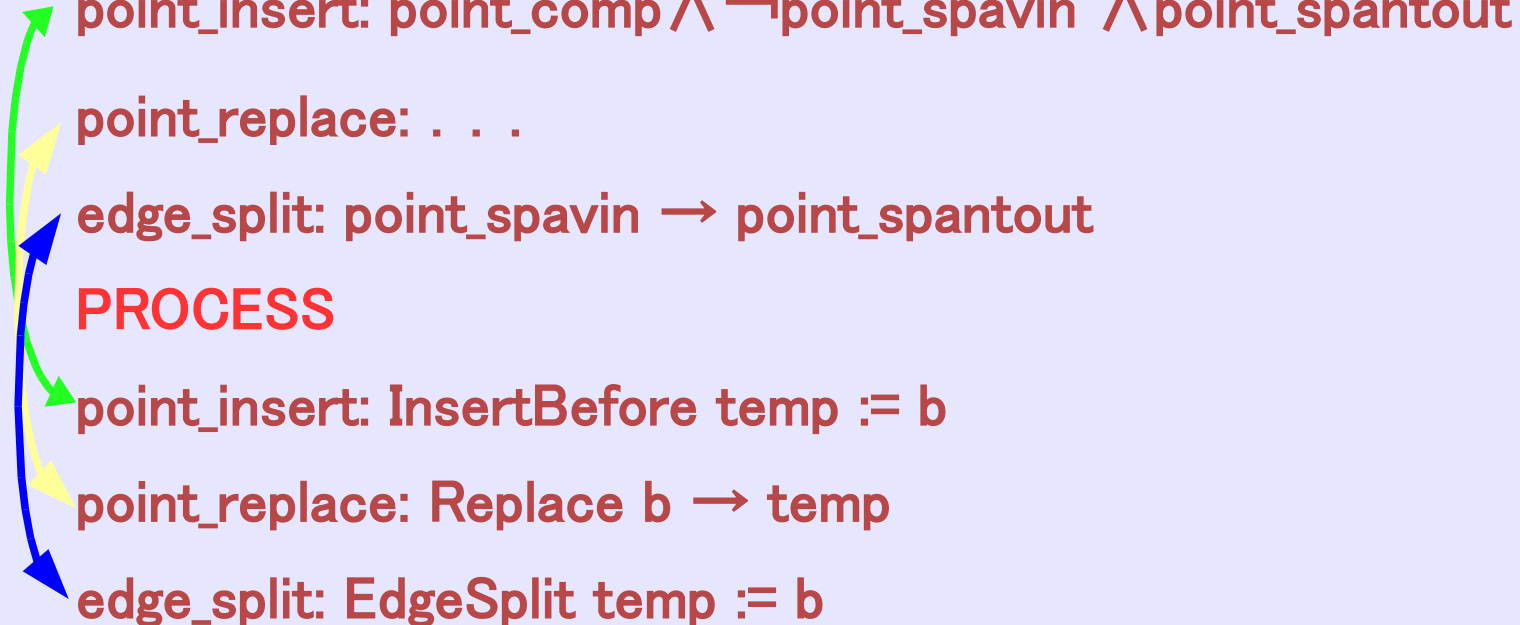 point_insert: point_comp ∧ ¬point_spavin ∧ point_spantout
point_replace: . . .
edge_split: point_spavin → point_spantout
PROCESS
point_insert: InsertBefore temp := b
point_replace: Replace b → temp
edge_split: EdgeSplit temp := b